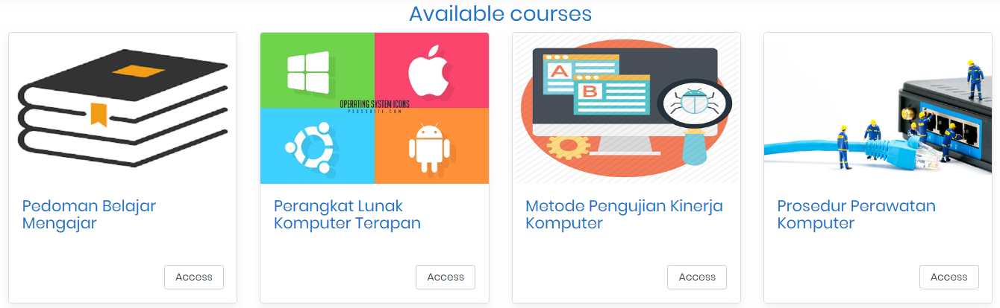 Available courses
OPERATING SYSTEM ICONS
A
B
Pedoman Belajar
Mengajar
Access
Perangkat Lunak
Komputer Terapan
Access
Metode Pengujian Kinerja
Komputer
Access
Prosedur Perawatan
Komputer
Access